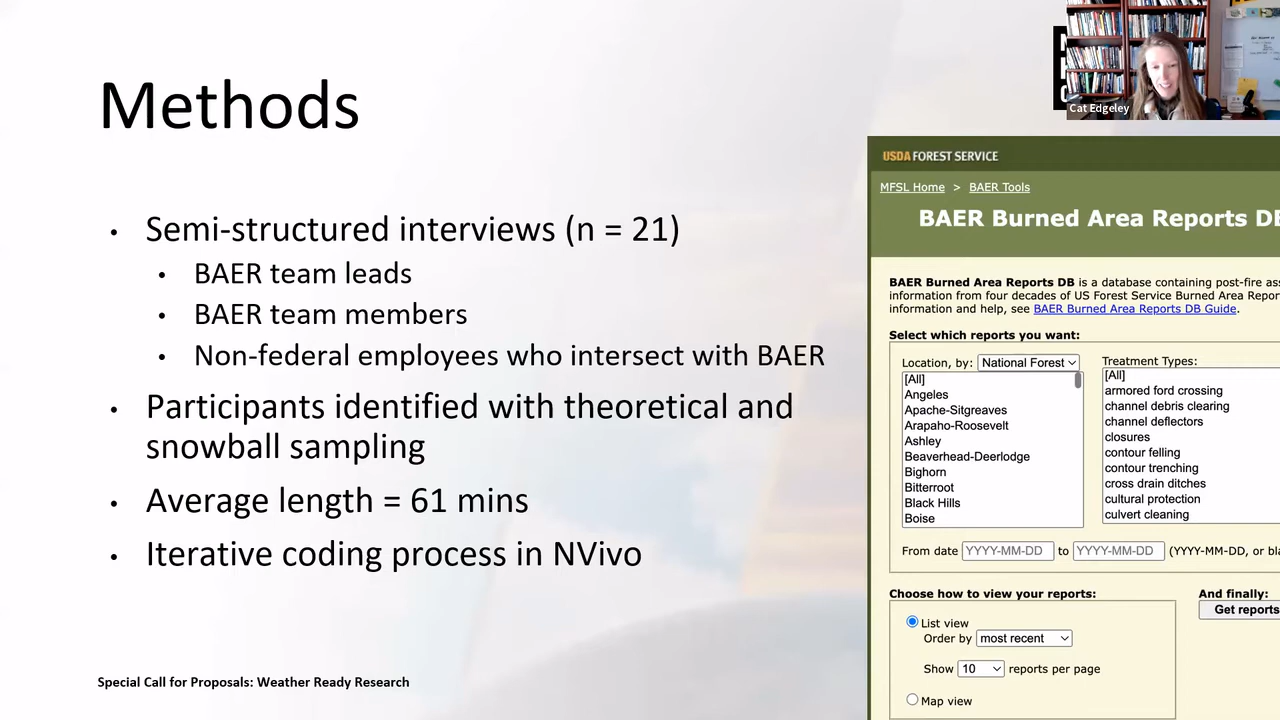 Methods
Cat Edgeley
• Semi-structured interviews (n = 21)
• BAER team leads
• BAER team members
• Non-federal employees who intersect with BAER
• Participants identified with theoretical and
snowball sampling
• Average length = 61 mins
• Iterative coding process in NVivo
Special Call for Proposals: Weather Ready Research
USDA FOREST SERVICE
MFSL Home > BAER Tools
BAER Burned Area Reports DB
BAER Burned Area Reports DB is a database containing post-fire ass
information from four decades of US Forest Service Burned Area Repor
information and help, see BAER Burned Area Reports DB Guide.
Select which reports you want:
Location, by: National Forest
[All]
Angeles
Apache-Sitgreaves
Arapaho-Roosevelt
Ashley
Beaverhead-Deerlodge
Bighorn
Bitterroot
Black Hills
Boise
Treatment Types:
[All]
armored ford crossing
channel debris clearing
channel deflectors
closures
contour felling
contour trenching
cross drain ditches
cultural protection
culvert cleaning
From date YYYY-MM-DD to YYYY-MM-DD (YYYY-MM-DD, or bla
Choose how to view your reports:
List view
Order by most recent
Show 10 reports per page
Map view
And finally:
Get reports